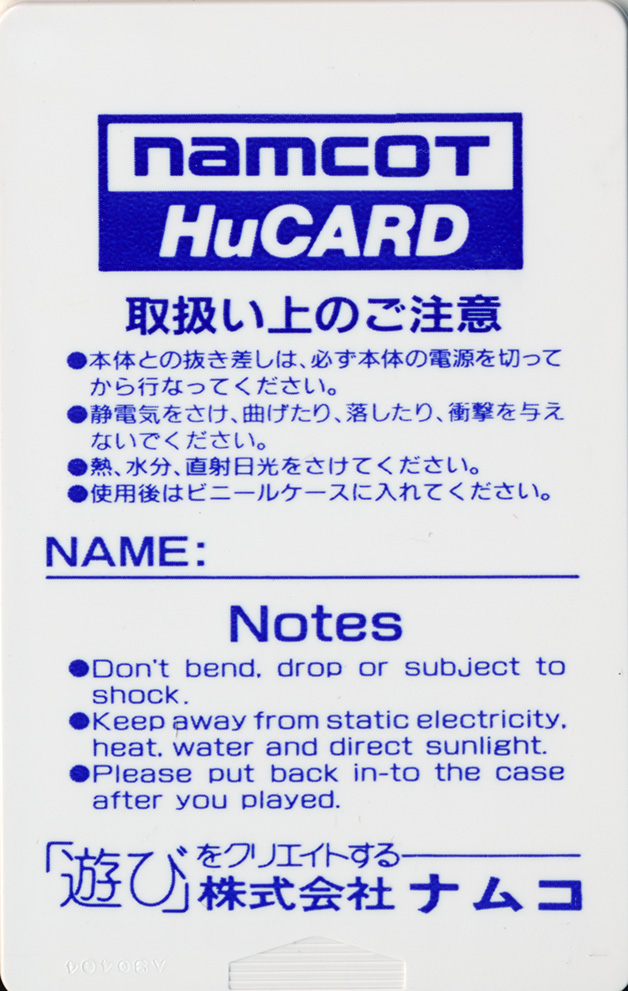 namcot
HuCARD
取扱い上のご注意
●本体との抜き差しは、必ず本体の電源を切って
から行なってください。
●静電気をさけ、曲げたり、落したり、衝撃を与え
ないでください。
●熱、水分、直射日光をさけてください。
●使用後はビニールケースに入れてください。
NAME:
Notes
●Don't bend, drop or subject to
shock.
●Keep away from static electricity,
heat, water and direct sunlight.
●Please put back in-to the case
after you played.
「遊び」をクリエイトする
株式会社ナムコ